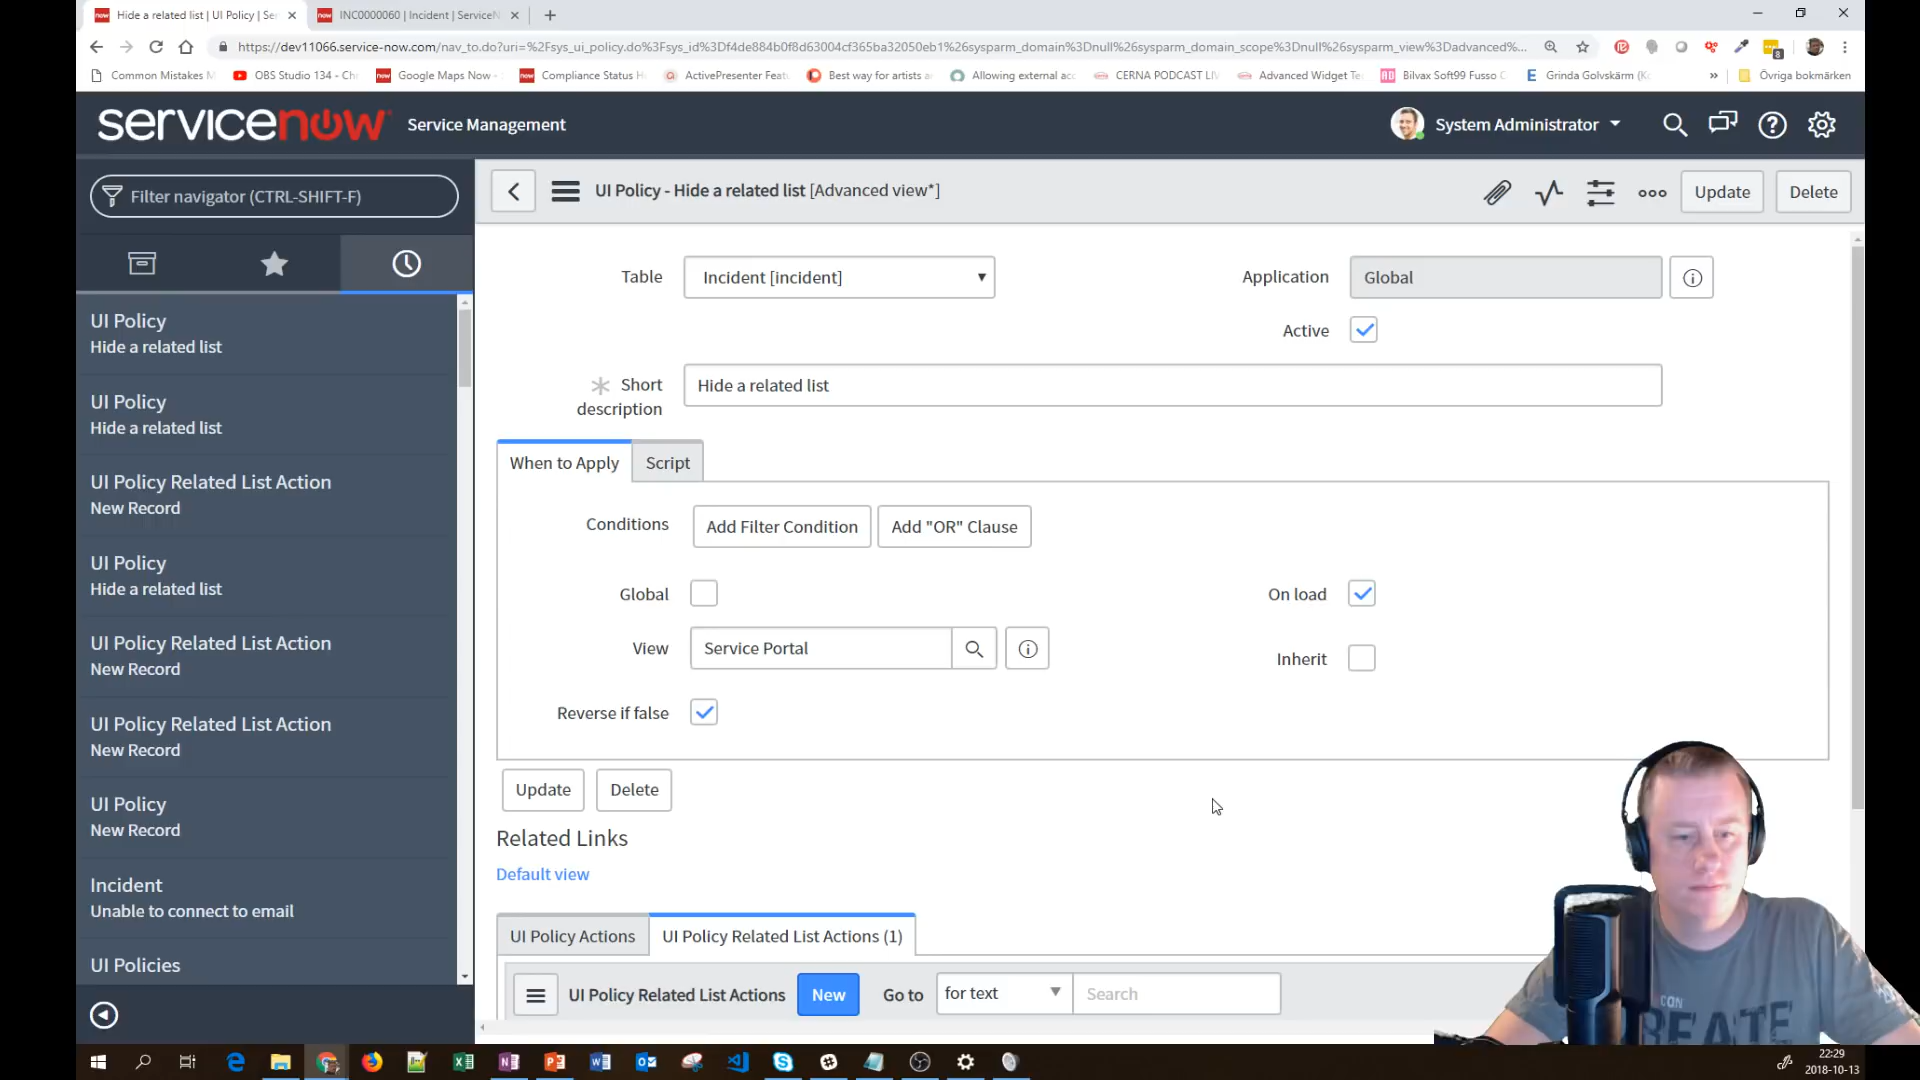 Hide a related list | UI Policy | Ser
INC0000060 | Incident | ServiceN
https://dev11066.service-now.com/nav_to.do?uri=%2Fsys_ui_policy.do%3Fsys_id%3Df4de884b0f8d63004cf365ba32050eb1%26sysparm_domain%3Dnull%26sysparm_domain_scope%3Dnull%26sysparm_view%3Dadvanced%...
8
Common Mistakes M
OBS Studio 134 - Chr
Google Maps Now -
Compliance Status H
ActivePresenter Featu
Best way for artists a
Allowing external acc
CERNA PODCAST LIV
Advanced Widget Te
Bilvax Soft99 Fusso C
Grinda Golvskärm (K
»
Övriga bokmärken
servicenow
Service Management
System Administrator
Filter navigator (CTRL-SHIFT-F)
UI Policy
Hide a related list
UI Policy
Hide a related list
UI Policy Related List Action
New Record
UI Policy
Hide a related list
UI Policy Related List Action
New Record
UI Policy Related List Action
New Record
UI Policy
New Record
Incident
Unable to connect to email
UI Policies
UI Policy - Hide a related list [Advanced view*]
Update
Delete
Table
Incident [incident]
Application
Global
Active
Short description
Hide a related list
When to Apply
Script
Conditions
Add Filter Condition
Add "OR" Clause
Global
On load
View
Service Portal
Inherit
Reverse if false
Update
Delete
Related Links
Default view
UI Policy Actions
UI Policy Related List Actions (1)
UI Policy Related List Actions
New
Go to
for text
Search
CON
REATE
22:29
2018-10-13